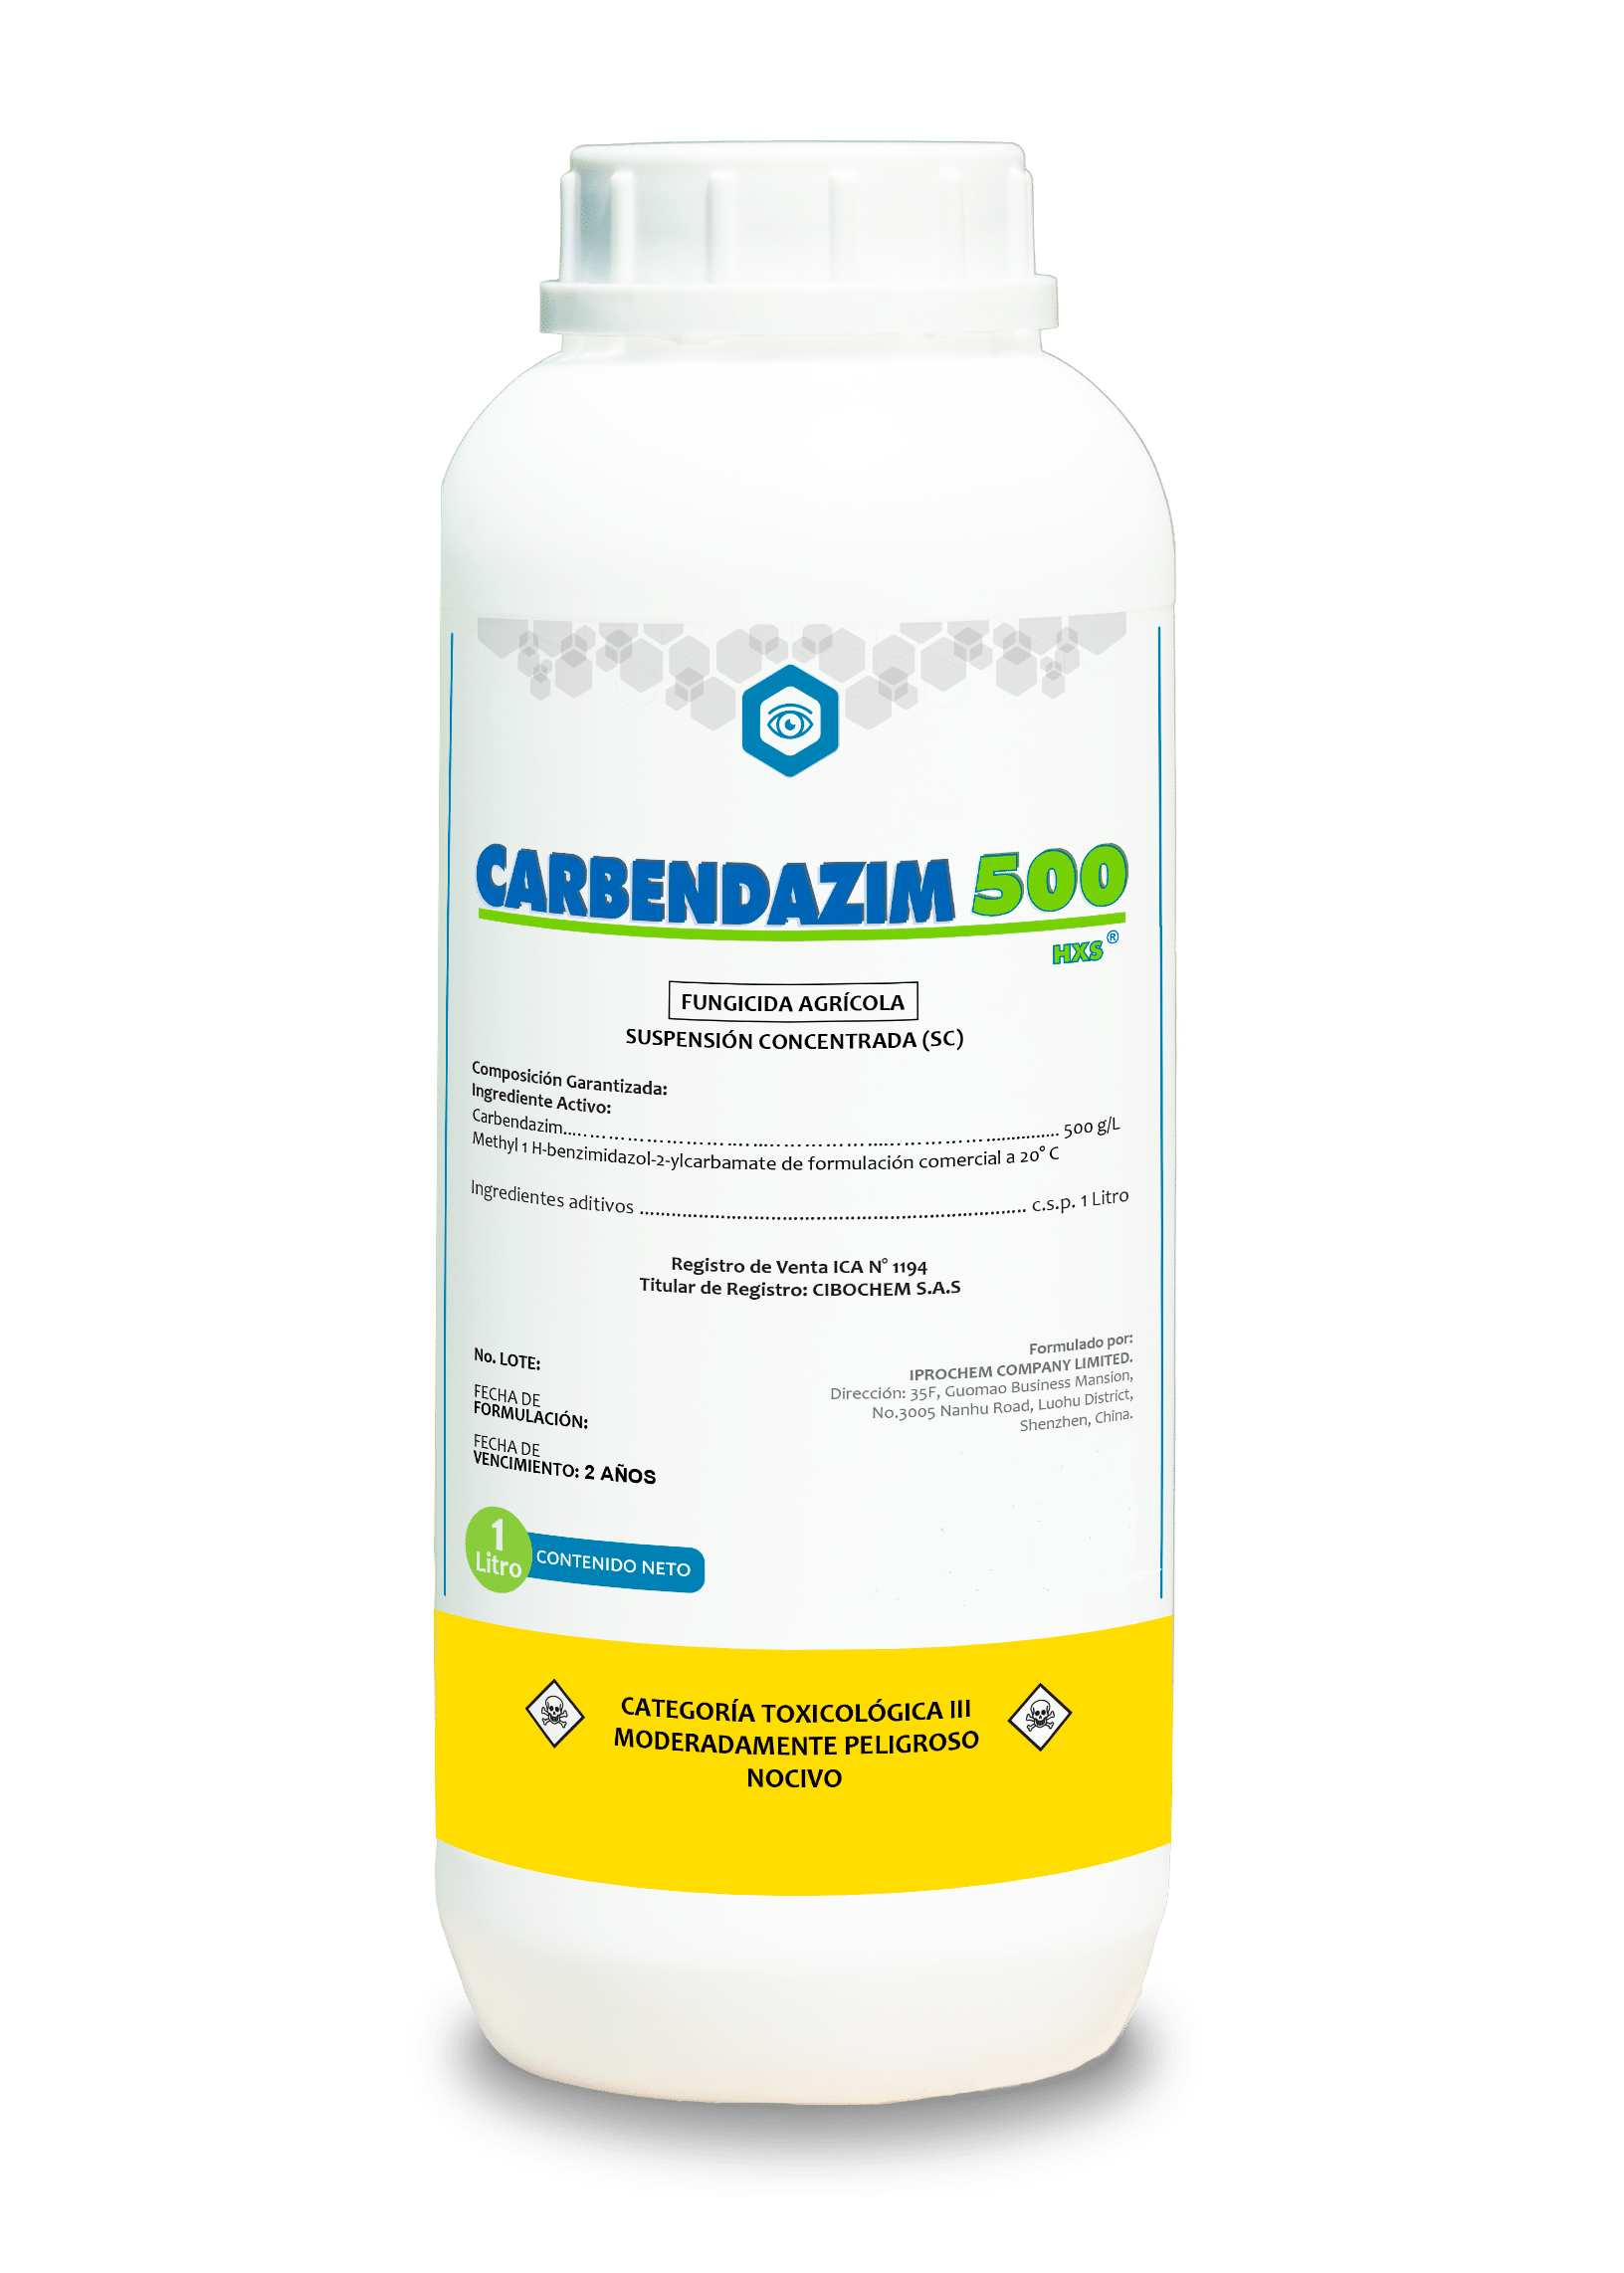 CARBENDAZIM 500
HXS®
FUNGICIDA AGRÍCOLA
SUSPENSIÓN CONCENTRADA (SC)
Composición Garantizada:
Ingrediente Activo:
Carbendazim................................................................ 500 g/L
Methyl 1 H-benzimidazol-2-ylcarbamate de formulación comercial a 20° C
Ingredientes aditivos ........................................................................ c.s.p. 1 Litro
Registro de Venta ICA N° 1194
Titular de Registro: CIBOCHEM S.A.S
No. LOTE:
FECHA DE
FORMULACIÓN:
FECHA DE
VENCIMIENTO: 2 AÑOS
Formulado por:
IPROCHEM COMPANY LIMITED.
Dirección: 35F, Guomao Business Mansion,
No.3005 Nanhu Road, Luohu District,
Shenzhen, China.
1
Litro
CONTENIDO NETO
CATEGORÍA TOXICOLÓGICA III
MODERADAMENTE PELIGROSO
NOCIVO